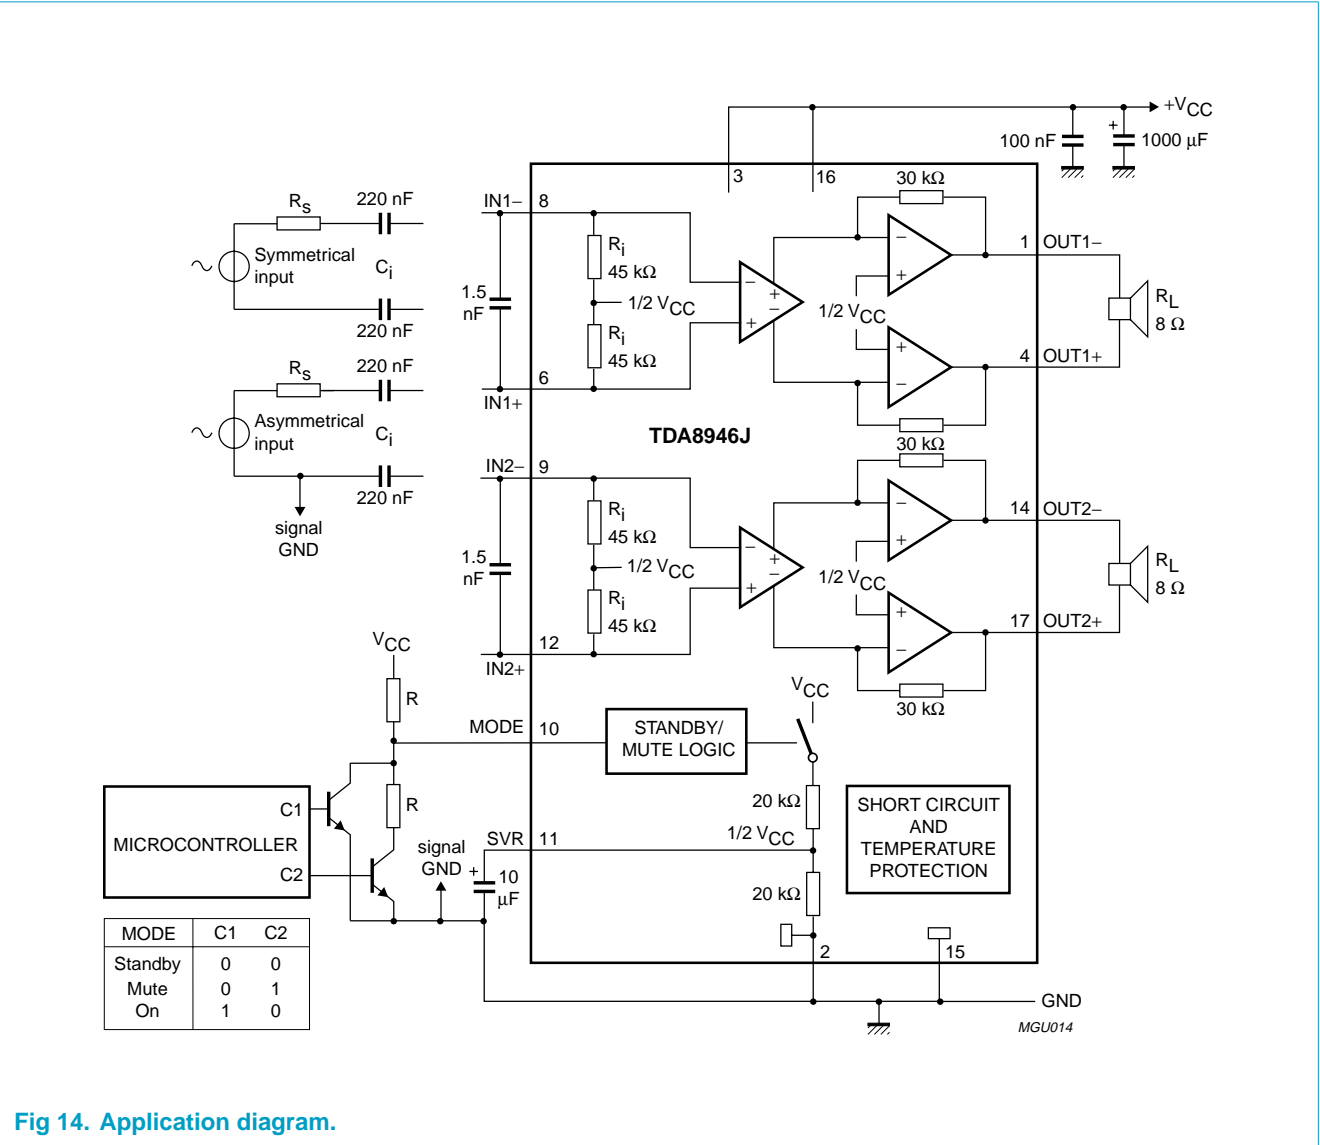 +VCC
100 nF
+
1000 µF
3
16
30 kΩ
RS
220 nF
IN1−
8
Symmetrical
input
Ci
220 nF
1.5
nF
Ri
45 kΩ
1/2 VCC
Ri
45 kΩ
−
+
+
−
−
+
1
OUT1−
1/2 VCC
RL
8 Ω
+
−
4
OUT1+
30 kΩ
6
IN1+
RS
220 nF
Asymmetrical
input
Ci
220 nF
signal
GND
TDA8946J
IN2−
9
1.5
nF
Ri
45 kΩ
1/2 VCC
Ri
45 kΩ
−
+
+
−
30 kΩ
−
+
14
OUT2−
1/2 VCC
RL
8 Ω
+
−
17
OUT2+
30 kΩ
12
IN2+
VCC
R
MODE
10
STANDBY/
MUTE LOGIC
VCC
R
MICROCONTROLLER
C1
C2
signal
GND
SVR
11
+
10
µF
1/2 VCC
20 kΩ
20 kΩ
SHORT CIRCUIT
AND
TEMPERATURE
PROTECTION
2
15
GND
MGU014
MODE C1 C2
Standby 0 0
Mute 0 1
On 1 0
Fig 14. Application diagram.